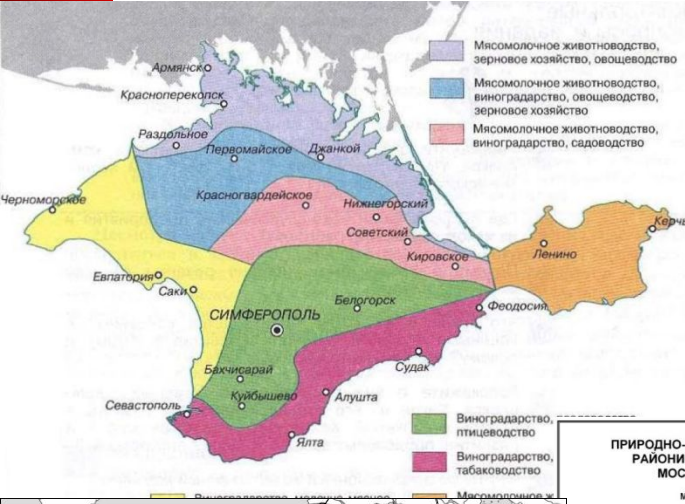 Мясомолочное животноводство,
зерновое хозяйство, овощеводство
Мясомолочное животноводство,
виноградарство, овощеводство,
зерновое хозяйство
Мясомолочное животноводство,
виноградарство, садоводство
Армянск
Красноперекопск
Раздольное
Первомайское
Джанкой
Черноморское
Красногвардейское
Нижнегорский
Советский
Кировское
Ленино
Керчь
Евпатория
Саки
Белогорск
СИМФЕРОПОЛЬ
Феодосия
Судак
Бахчисарай
Куйбышево
Алушта
Севастополь
Ялта
Виноградарство,
птицеводство
Виноградарство,
табаководство
ПРИРОДНО-
РАЙОНИ
МОС
Виноградарство,
Мясомолочное ж